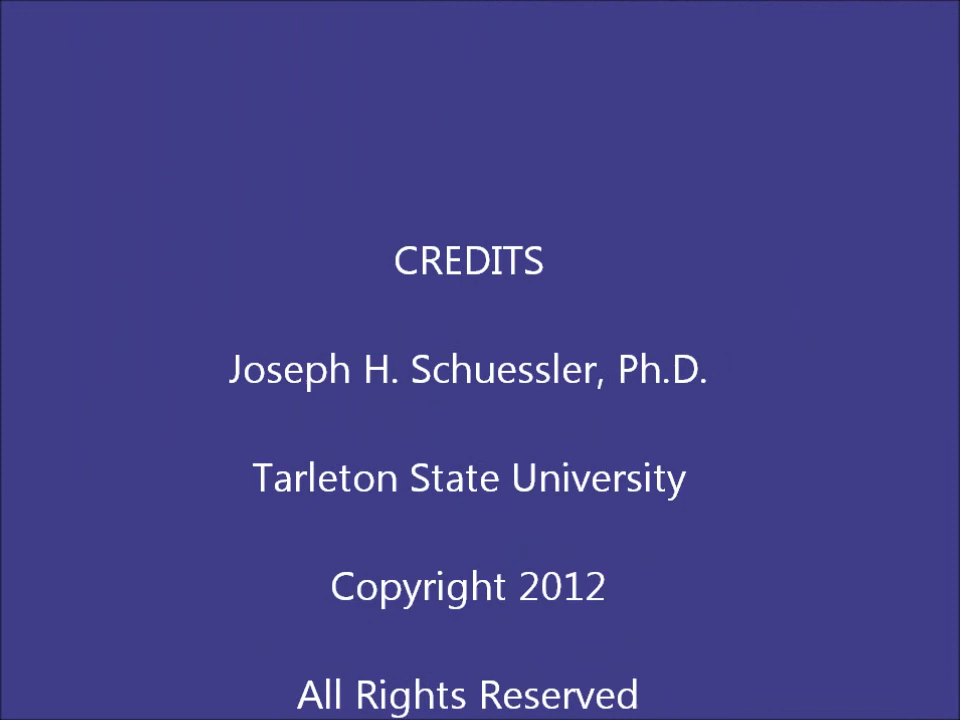 CREDITS
Joseph H. Schuessler, Ph.D.
Tarleton State University
Copyright 2012
All Rights Reserved